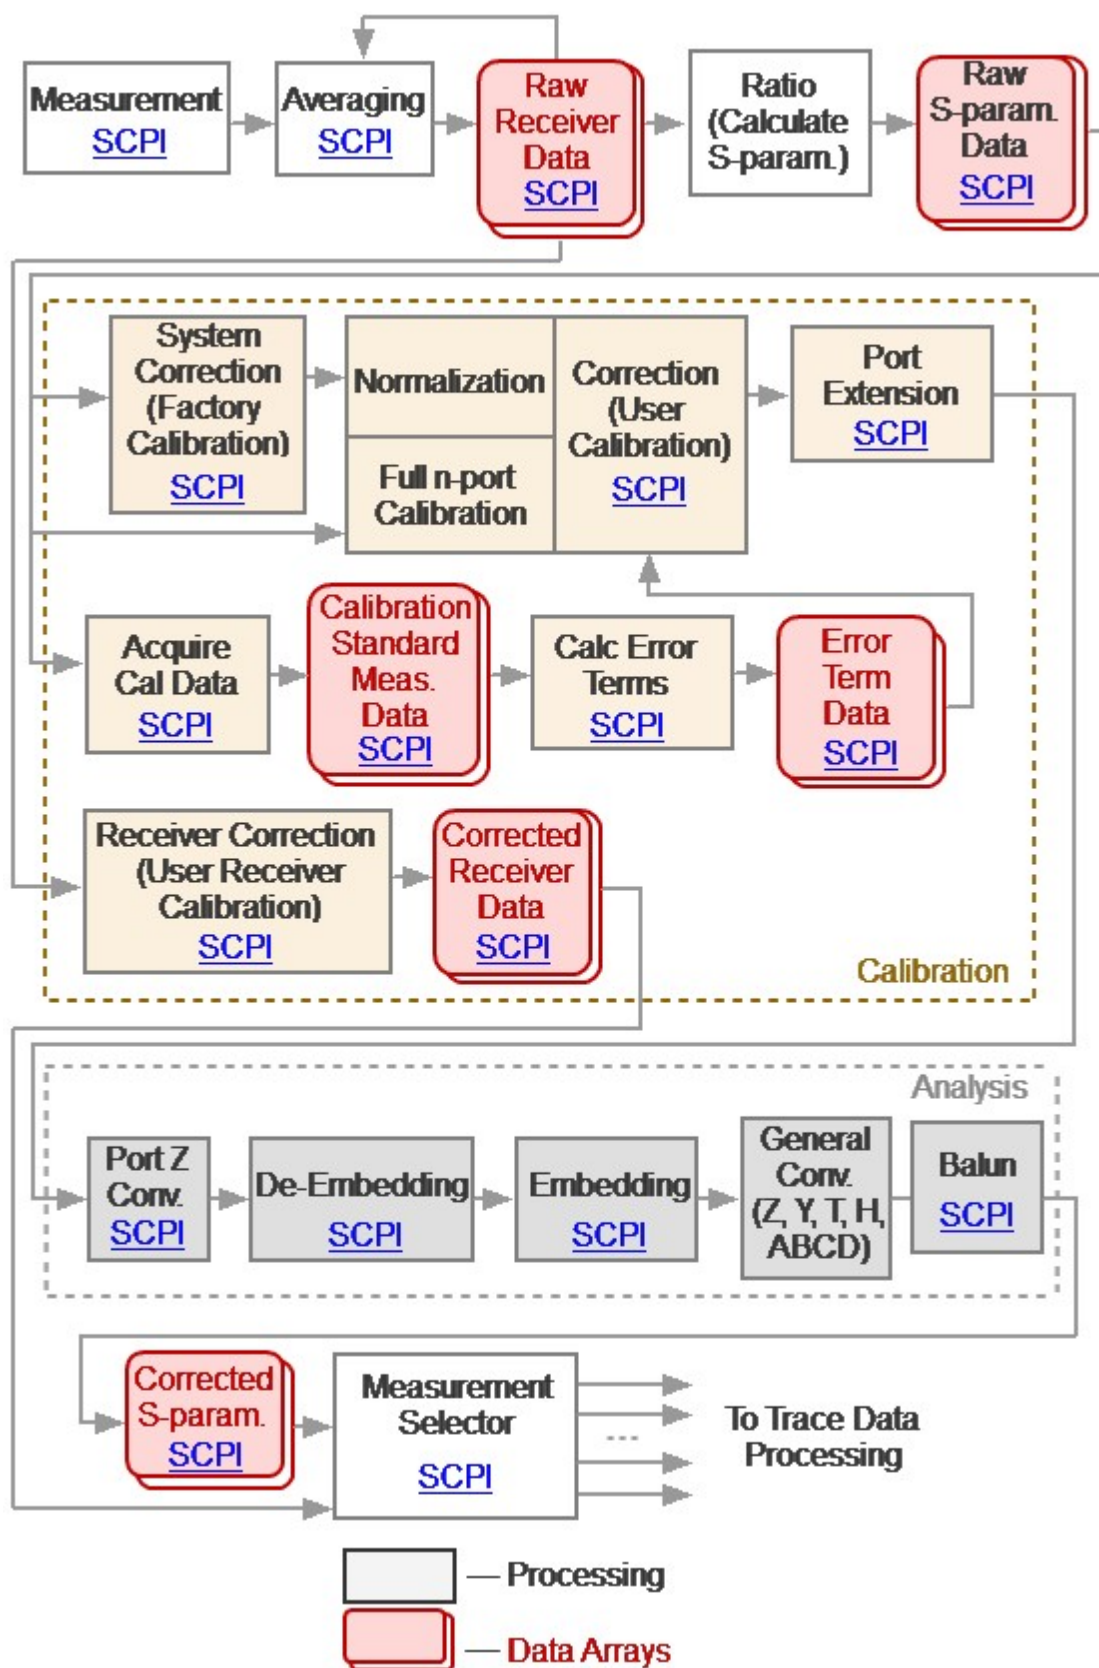 Measurement
SCPI
Averaging
SCPI
Raw
Receiver
Data
SCPI
Ratio
(Calculate
S-param.)
Raw
S-param.
Data
SCPI
System
Correction
(Factory
Calibration)
SCPI
Normalization
Full n-port
Calibration
Correction
(User
Calibration)
SCPI
Port
Extension
SCPI
Acquire
Cal Data
SCPI
Calibration
Standard
Meas.
Data
SCPI
Calc Error
Terms
SCPI
Error
Term
Data
SCPI
Receiver Correction
(User Receiver
Calibration)
SCPI
Corrected
Receiver
Data
SCPI
Calibration
Analysis
Port Z
Conv.
SCPI
De-Embedding
SCPI
Embedding
SCPI
General
Conv.
(Z, Y, T, H,
ABCD)
Balun
SCPI
Corrected
S-param.
SCPI
Measurement
Selector
SCPI
To Trace Data
Processing
— Processing
— Data Arrays